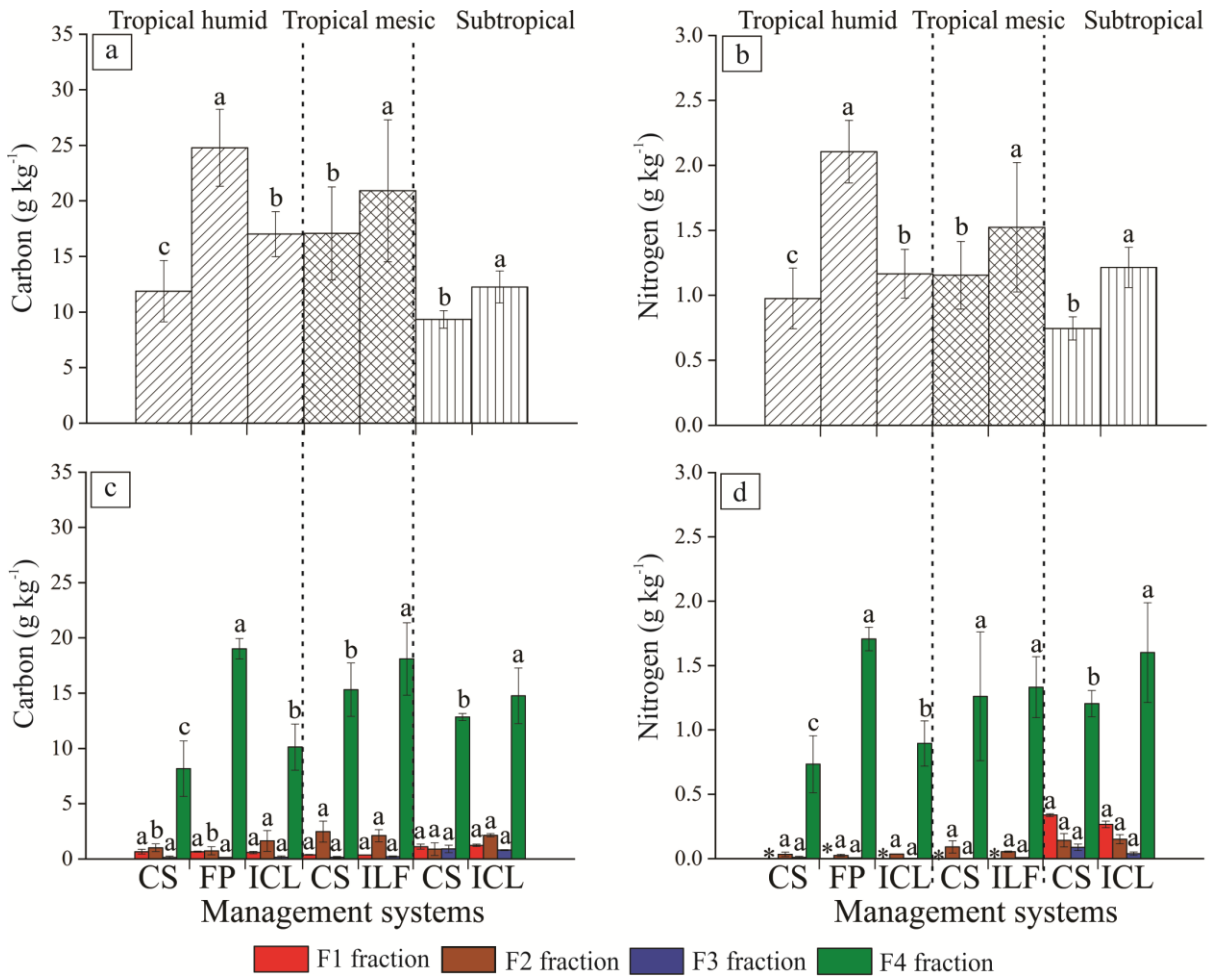 Tropical humid Tropical mesic Subtropical
a
35
30
25
20
15
10
5
0
Carbon (g kg-1)
c a b b a b a
Tropical humid Tropical mesic Subtropical
b
3.0
2.5
2.0
1.5
1.0
0.5
0.0
Nitrogen (g kg-1)
c a b b a b a
c
35
30
25
20
15
10
5
0
Carbon (g kg-1)
a b a c a b a a a a a b a a a b a a a a a b a a a a a a
CS FP ICL CS ILF CS ICL
Management systems
d
3.0
2.5
2.0
1.5
1.0
0.5
0.0
Nitrogen (g kg-1)
* a a c * a a a * a a b * a a a * a a a a a a b a a a a
CS FP ICL CS ILF CS ICL
Management systems
F1 fraction F2 fraction F3 fraction F4 fraction